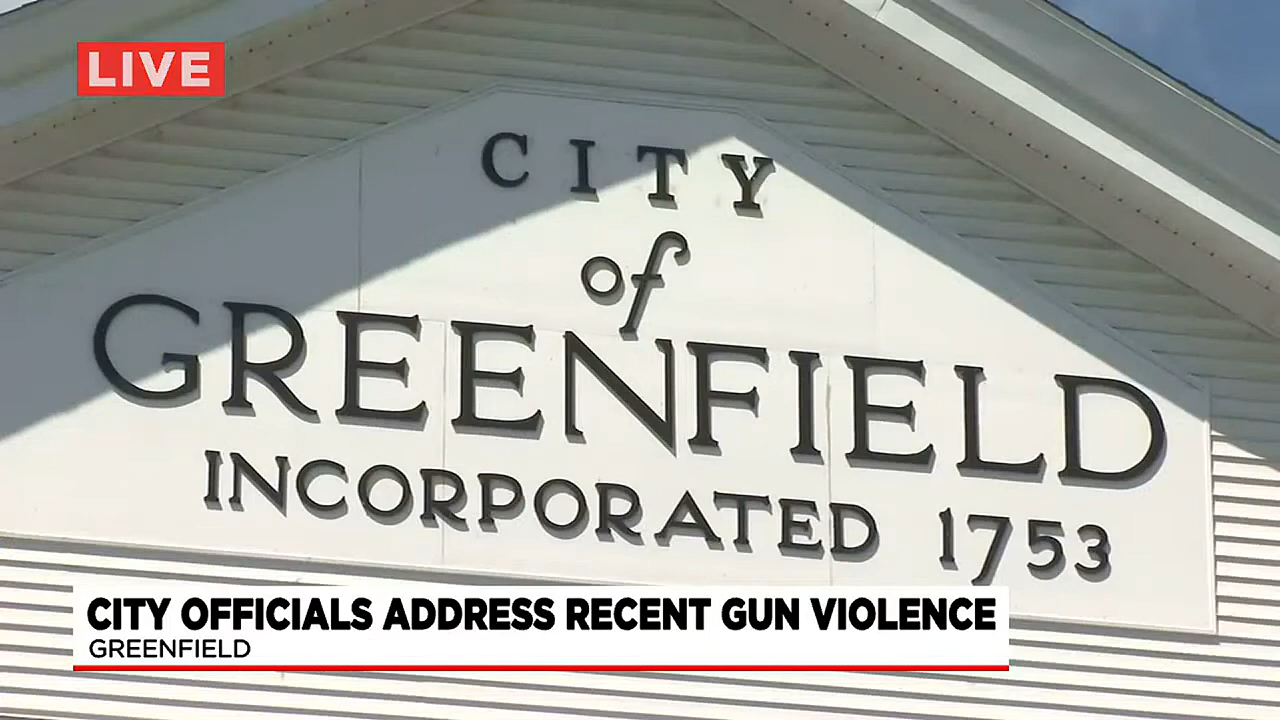 LIVE
CITY
of
GREENFIELD
INCORPORATED 1753
CITY OFFICIALS ADDRESS RECENT GUN VIOLENCE
GREENFIELD